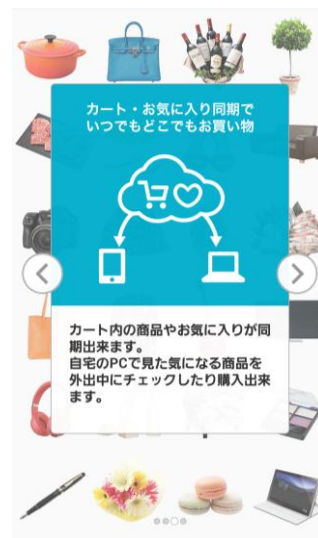 カート・お気に入り同期で
いつでもどこでもお買い物
カート内の商品やお気に入りが同
期出来ます。
自宅のPCで見た気になる商品を
外出中にチェックしたり購入出来
ます。